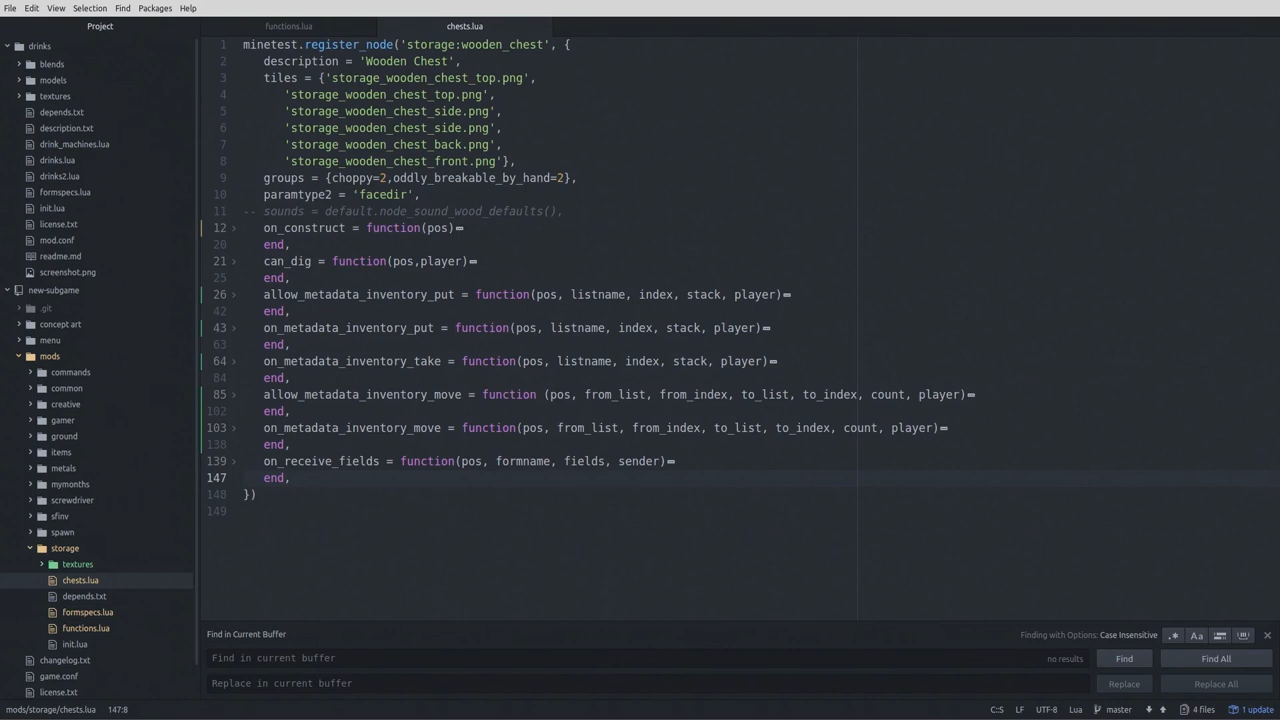 File Edit View Selection Find Packages Help
Project
functions.lua
chests.lua
drinks
blends
models
textures
depends.txt
description.txt
drink_machines.lua
drinks.lua
drinks2.lua
formspecs.lua
init.lua
license.txt
mod.conf
readme.md
screenshot.png
new-subgame
.git
concept art
menu
mods
commands
common
creative
gamer
ground
items
metals
mymonths
screwdriver
sfinv
spawn
storage
textures
chests.lua
depends.txt
formspecs.lua
functions.lua
init.lua
changelog.txt
game.conf
license.txt
1 minetest.register_node('storage:wooden_chest', {
2 description = 'Wooden Chest',
3 tiles = {'storage_wooden_chest_top.png',
4 'storage_wooden_chest_top.png',
5 'storage_wooden_chest_side.png',
6 'storage_wooden_chest_side.png',
7 'storage_wooden_chest_back.png',
8 'storage_wooden_chest_front.png'},
9 groups = {choppy=2,oddly_breakable_by_hand=2},
10 paramtype2 = 'facedir',
11 -- sounds = default.node_sound_wood_defaults(),
12 on_construct = function(pos)
20 end,
21 can_dig = function(pos,player)
25 end,
26 allow_metadata_inventory_put = function(pos, listname, index, stack, player)
42 end,
43 on_metadata_inventory_put = function(pos, listname, index, stack, player)
63 end,
64 on_metadata_inventory_take = function(pos, listname, index, stack, player)
84 end,
85 allow_metadata_inventory_move = function (pos, from_list, from_index, to_list, to_index, count, player)
102 end,
103 on_metadata_inventory_move = function(pos, from_list, from_index, to_list, to_index, count, player)
138 end,
139 on_receive_fields = function(pos, formname, fields, sender)
147 end,
148 })
149
Find in Current Buffer
Finding with Options: Case Insensitive
.* Aa
Find in current buffer
no results
Find
Find All
Replace in current buffer
Replace
Replace All
mods/storage/chests.lua 147:8
C::S LF UTF-8 Lua master 4 files 1 update